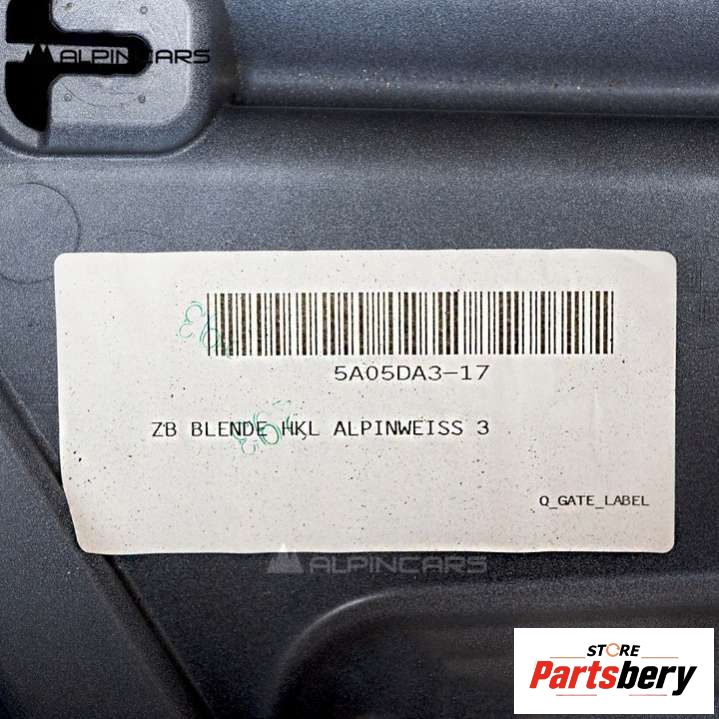 ALPINCARS
5A05DA3-17
ZB BLENDE HKL ALPINWEISS 3
Q_GATE_LABEL
ALPINCARS
STORE
Partsbery